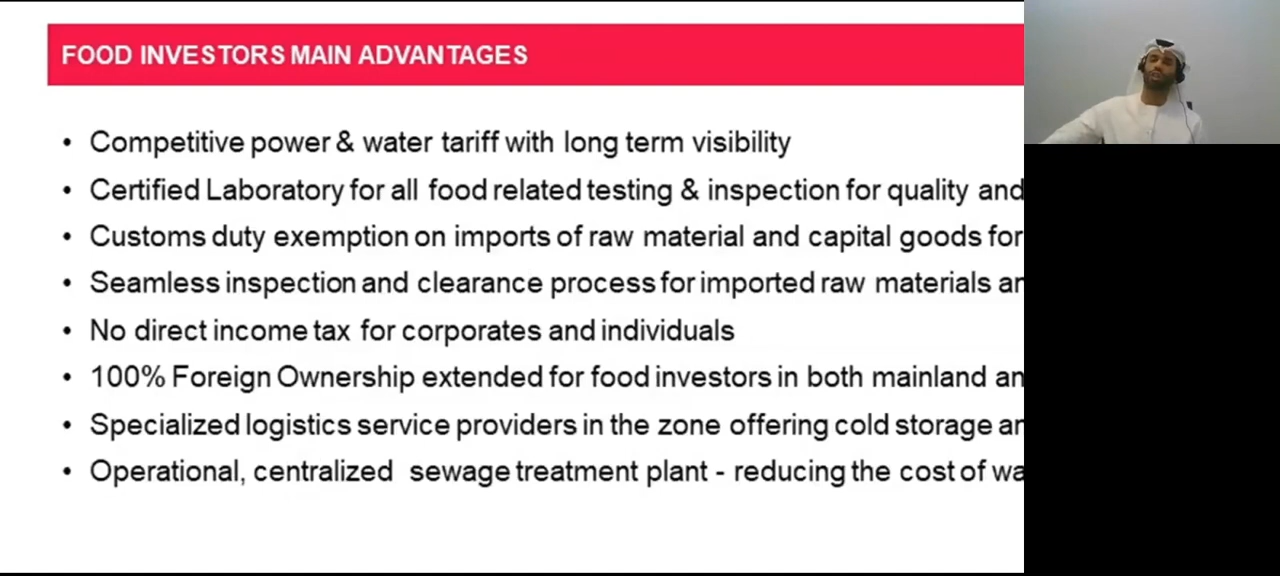 FOOD INVESTORS MAIN ADVANTAGES
• Competitive power & water tariff with long term visibility
• Certified Laboratory for all food related testing & inspection for quality and
• Customs duty exemption on imports of raw material and capital goods for
• Seamless inspection and clearance process for imported raw materials
• No direct income tax for corporates and individuals
• 100% Foreign Ownership extended for food investors in both mainland
• Specialized logistics service providers in the zone offering cold storage
• Operational, centralized sewage treatment plant - reducing the cost of